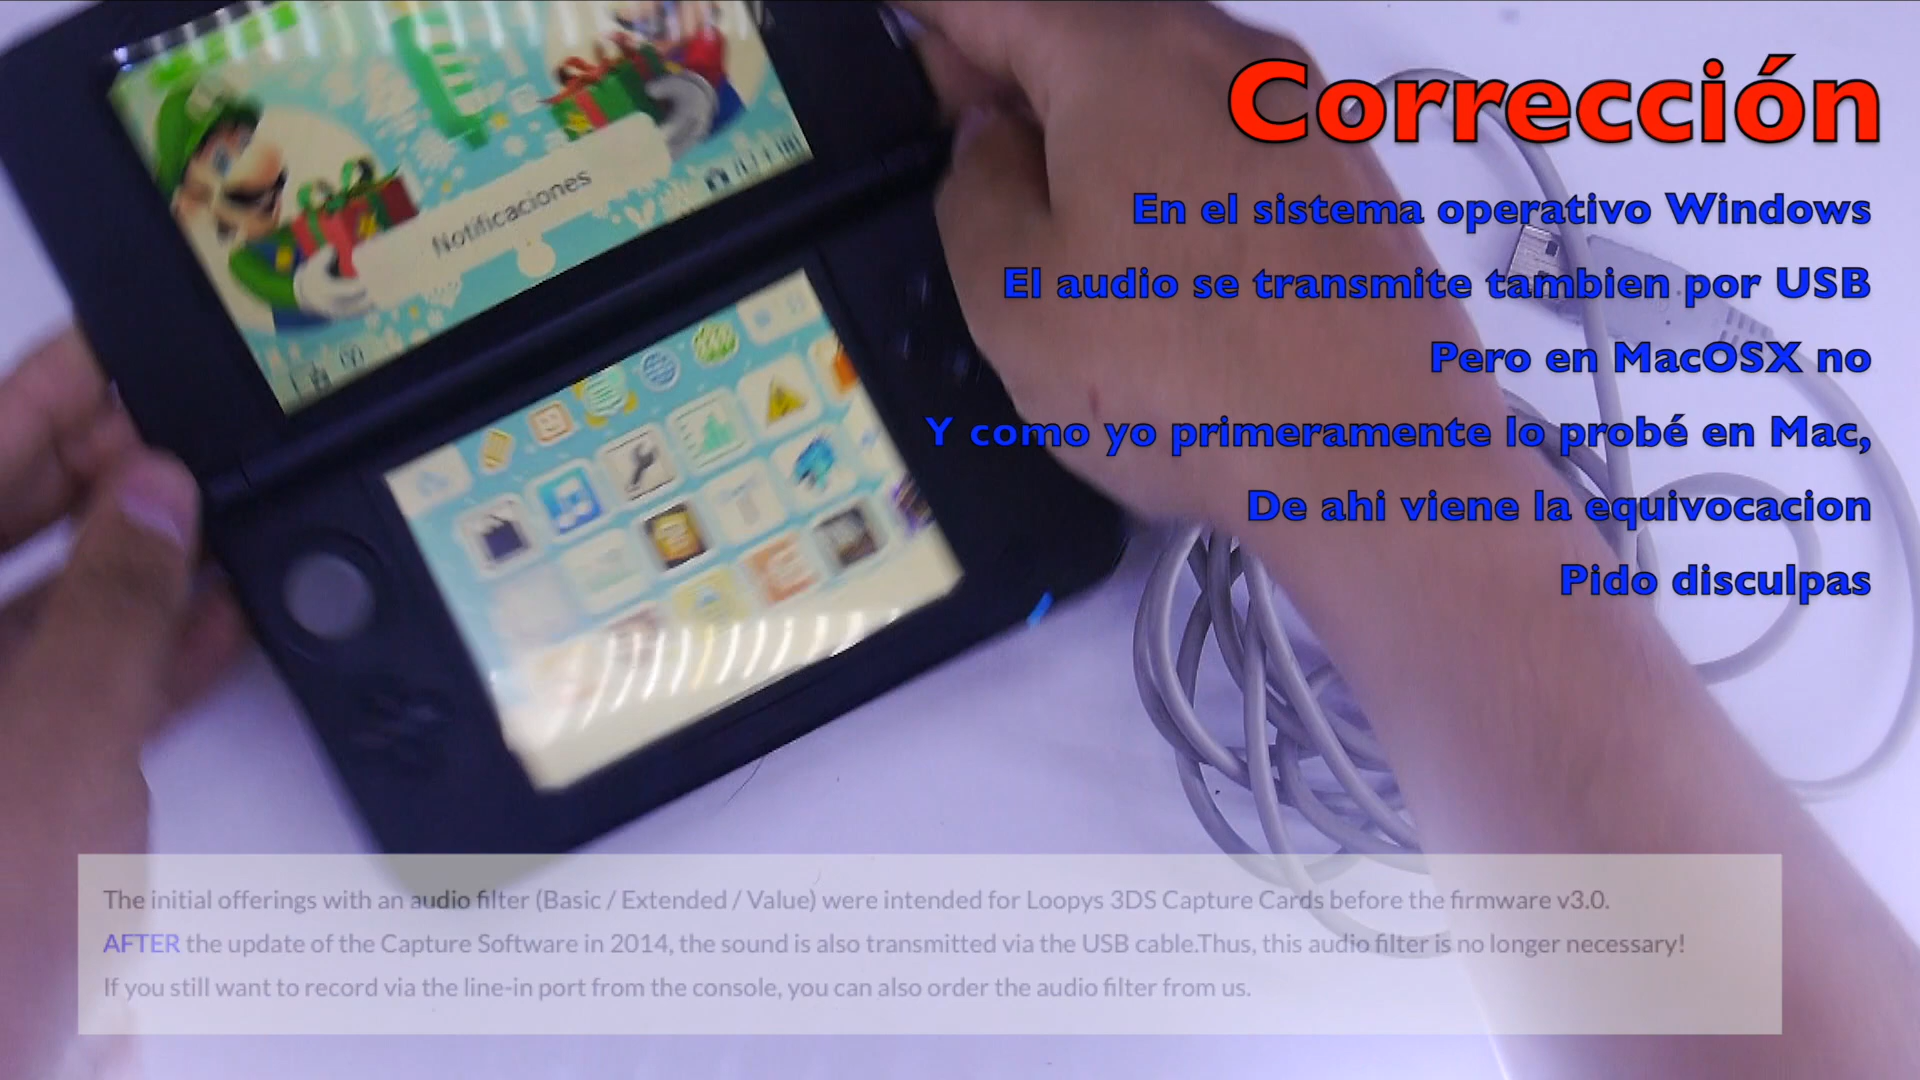 Corrección
En el sistema operativo Windows
El audio se transmite tambien por USB
Pero en MacOSX no
Y como yo primeramente lo probé en Mac,
De ahi viene la equivocacion
Pido disculpas
Notificaciones
The initial offerings with an audio filter (Basic / Extended / Value) were intended for Loopys 3DS Capture Cards before the firmware v3.0.
AFTER the update of the Capture Software in 2014, the sound is also transmitted via the USB cable.Thus, this audio filter is no longer necessary!
If you still want to record via the line-in port from the console, you can also order the audio filter from us.